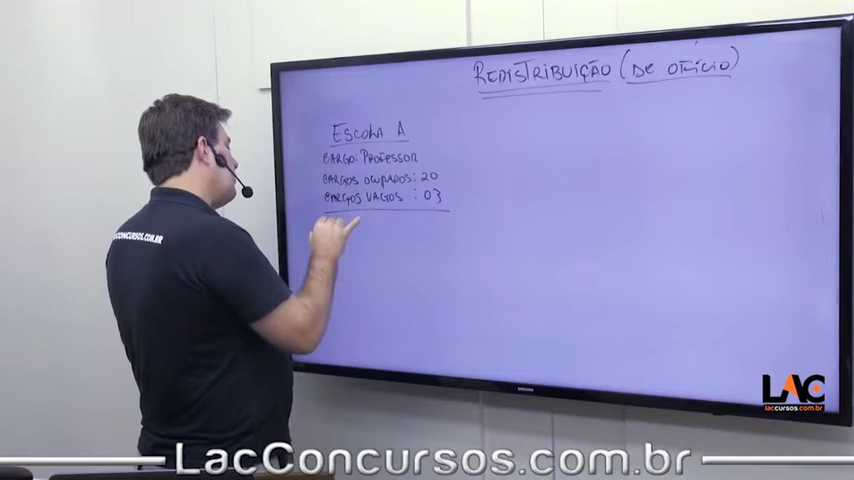 REDISTRIBUIÇÃO (DE OFÍCIO)
ESCOLA A
CARGO: PROFESSOR
CARGOS OCUPADOS: 20
CARGOS VAGOS : 03
LACCONCURSOS.COM.BR
SAMSUNG
LAC
laccursos.com.br
LacConcursos.com.br